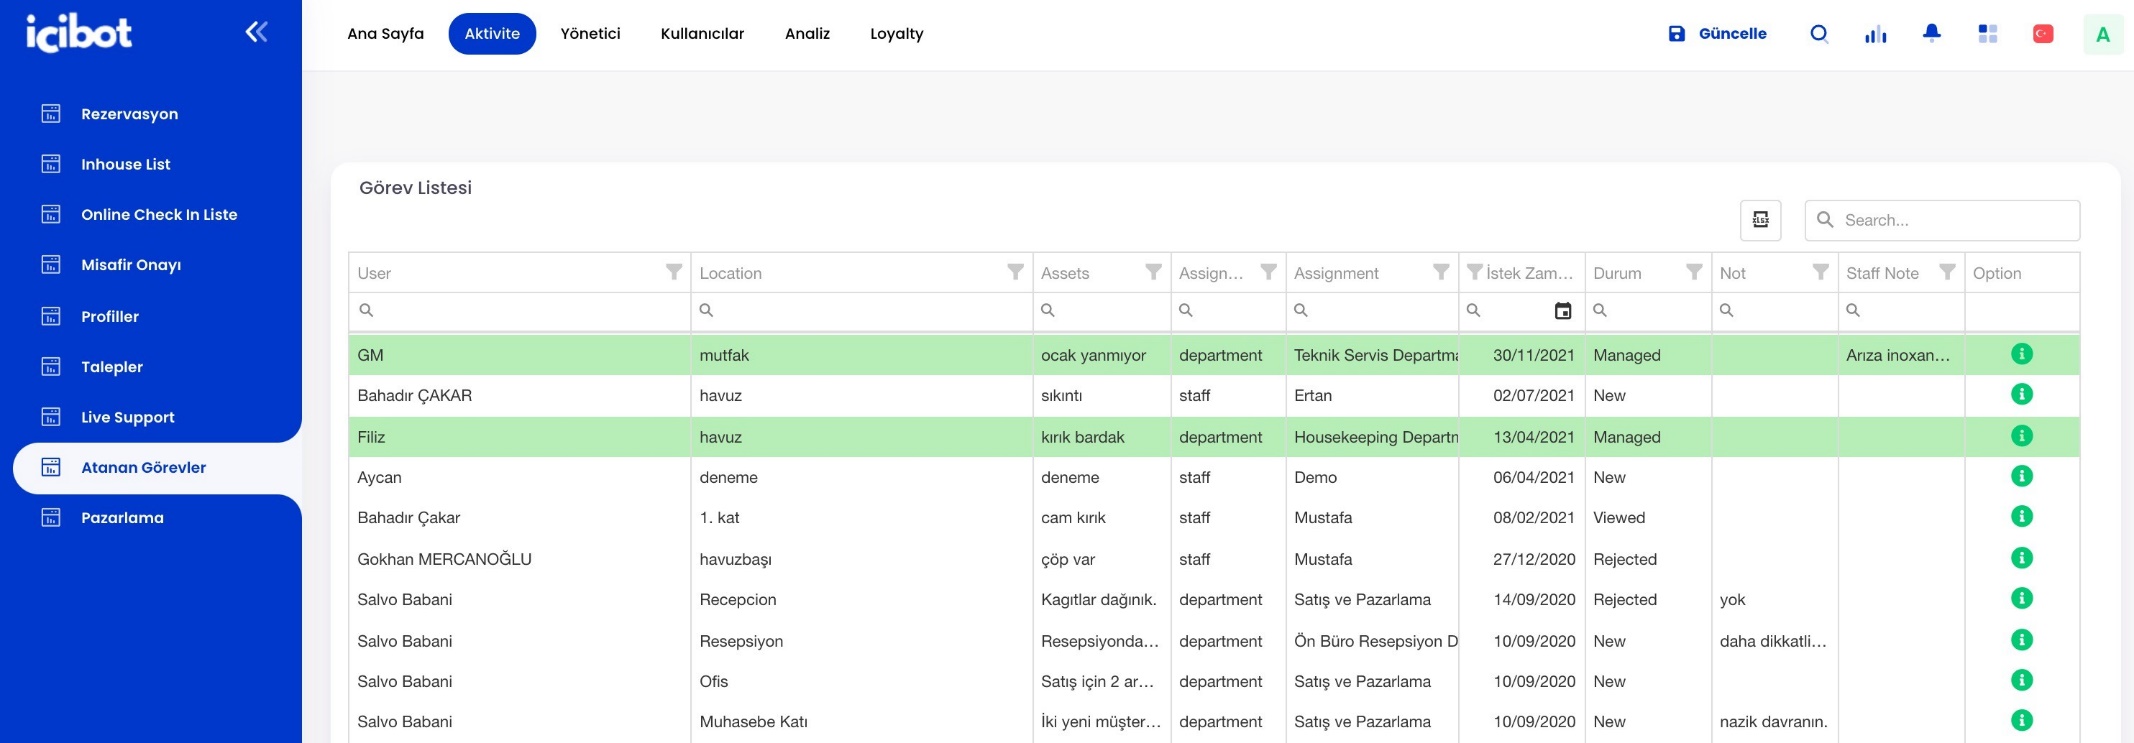 icibot
Ana Sayfa Aktivite Yönetici Kullanıcılar Analiz Loyalty Güncelle A
Rezervasyon
Inhouse List
Online Check In Liste
Misafir Onayı
Profiller
Talepler
Live Support
Atanan Görevler
Pazarlama
Görev Listesi
XLSX Search...
User Location Assets Assign... Assignment İstek Zam... Durum Not Staff Note Option
GM mutfak ocak yanmıyor department Teknik Servis Departma 30/11/2021 Managed Arıza inoxan...
Bahadır ÇAKAR havuz sıkıntı staff Ertan 02/07/2021 New
Filiz havuz kırık bardak department Housekeeping Departm 13/04/2021 Managed
Aycan deneme deneme staff Demo 06/04/2021 New
Bahadır Çakar 1. kat cam kırık staff Mustafa 08/02/2021 Viewed
Gokhan MERCANOĞLU havuzbaşı çöp var staff Mustafa 27/12/2020 Rejected
Salvo Babani Recepcion Kagıtlar dağınık. department Satış ve Pazarlama 14/09/2020 Rejected yok
Salvo Babani Resepsiyon Resepsiyonda... department Ön Büro Resepsiyon D 10/09/2020 New daha dikkatli...
Salvo Babani Ofis Satış için 2 ar... department Satış ve Pazarlama 10/09/2020 New
Salvo Babani Muhasebe Katı İki yeni müşter... department Satış ve Pazarlama 10/09/2020 New nazik davranın.